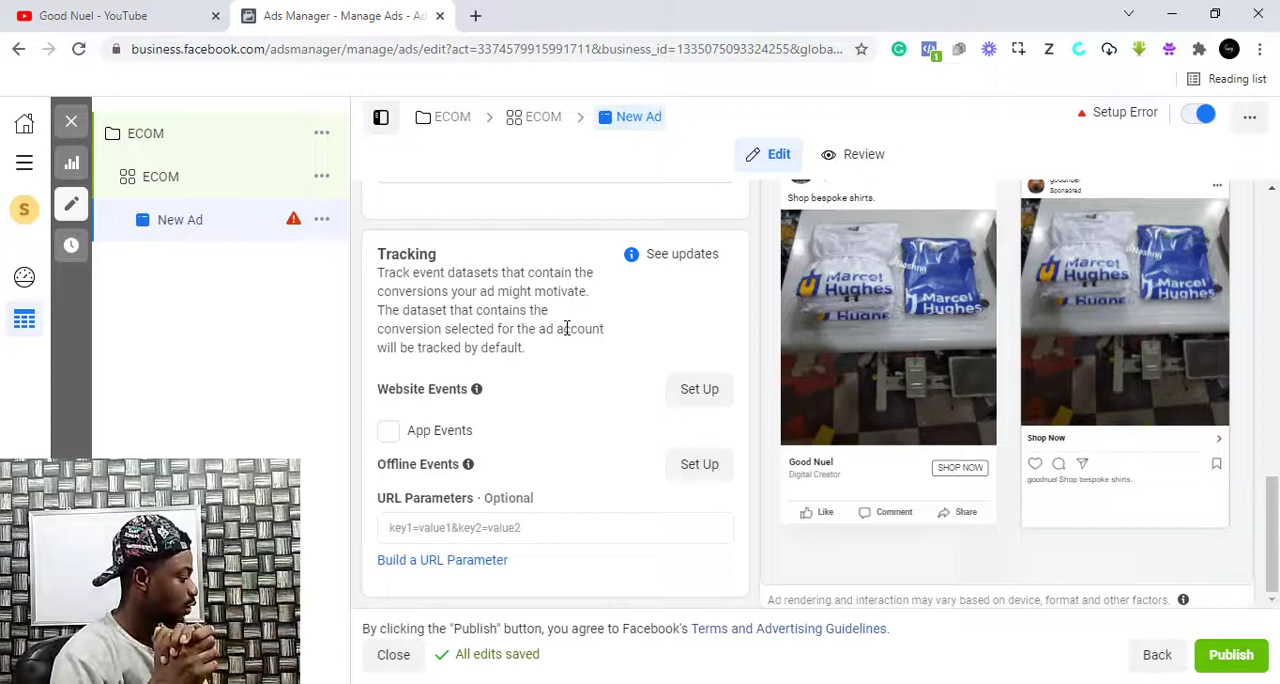 Good Nuel - YouTube
Ads Manager - Manage Ads - Ad
business.facebook.com/adsmanager/manage/ads/edit?act=3374579915991711&business_id=1335075093324255&globa...
1
Reading list
ECOM
ECOM
New Ad
S
ECOM > ECOM > New Ad
Setup Error
Edit
Review
Tracking
See updates
Track event datasets that contain the
conversions your ad might motivate.
The dataset that contains the
conversion selected for the ad account
will be tracked by default.
Website Events
Set Up
App Events
Offline Events
Set Up
URL Parameters · Optional
key1=value1&key2=value2
Build a URL Parameter
Shop bespoke shirts.
Marcel
Hughes
Marcel
Hughes
Good Nuel
Digital Creator
SHOP NOW
Like
Comment
Share
goodnuel
Sponsored
Marcel
Hughes
Marcel
Hughes
Shop Now
goodnuel Shop bespoke shirts.
Ad rendering and interaction may vary based on device, format and other factors.
By clicking the "Publish" button, you agree to Facebook's Terms and Advertising Guidelines.
Close
All edits saved
Back
Publish